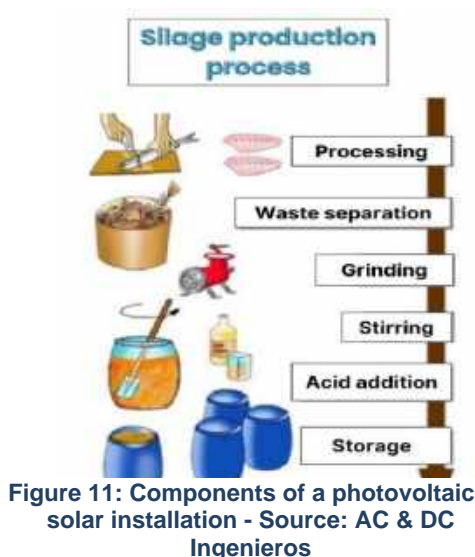 Silage production
process
Processing
Waste separation
Grinding
Stirring
Acid addition
Storage
Figure 11: Components of a photovoltaic
solar installation - Source: AC & DC
Ingenieros